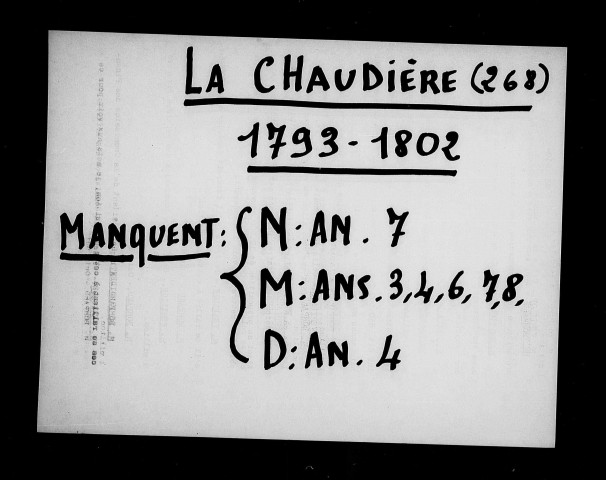 LA CHAUDIÈRE (268)
1793-1802
MANQUENT: { N: AN. 7
M: ANS. 3,4,6,7,8.
D: AN. 4